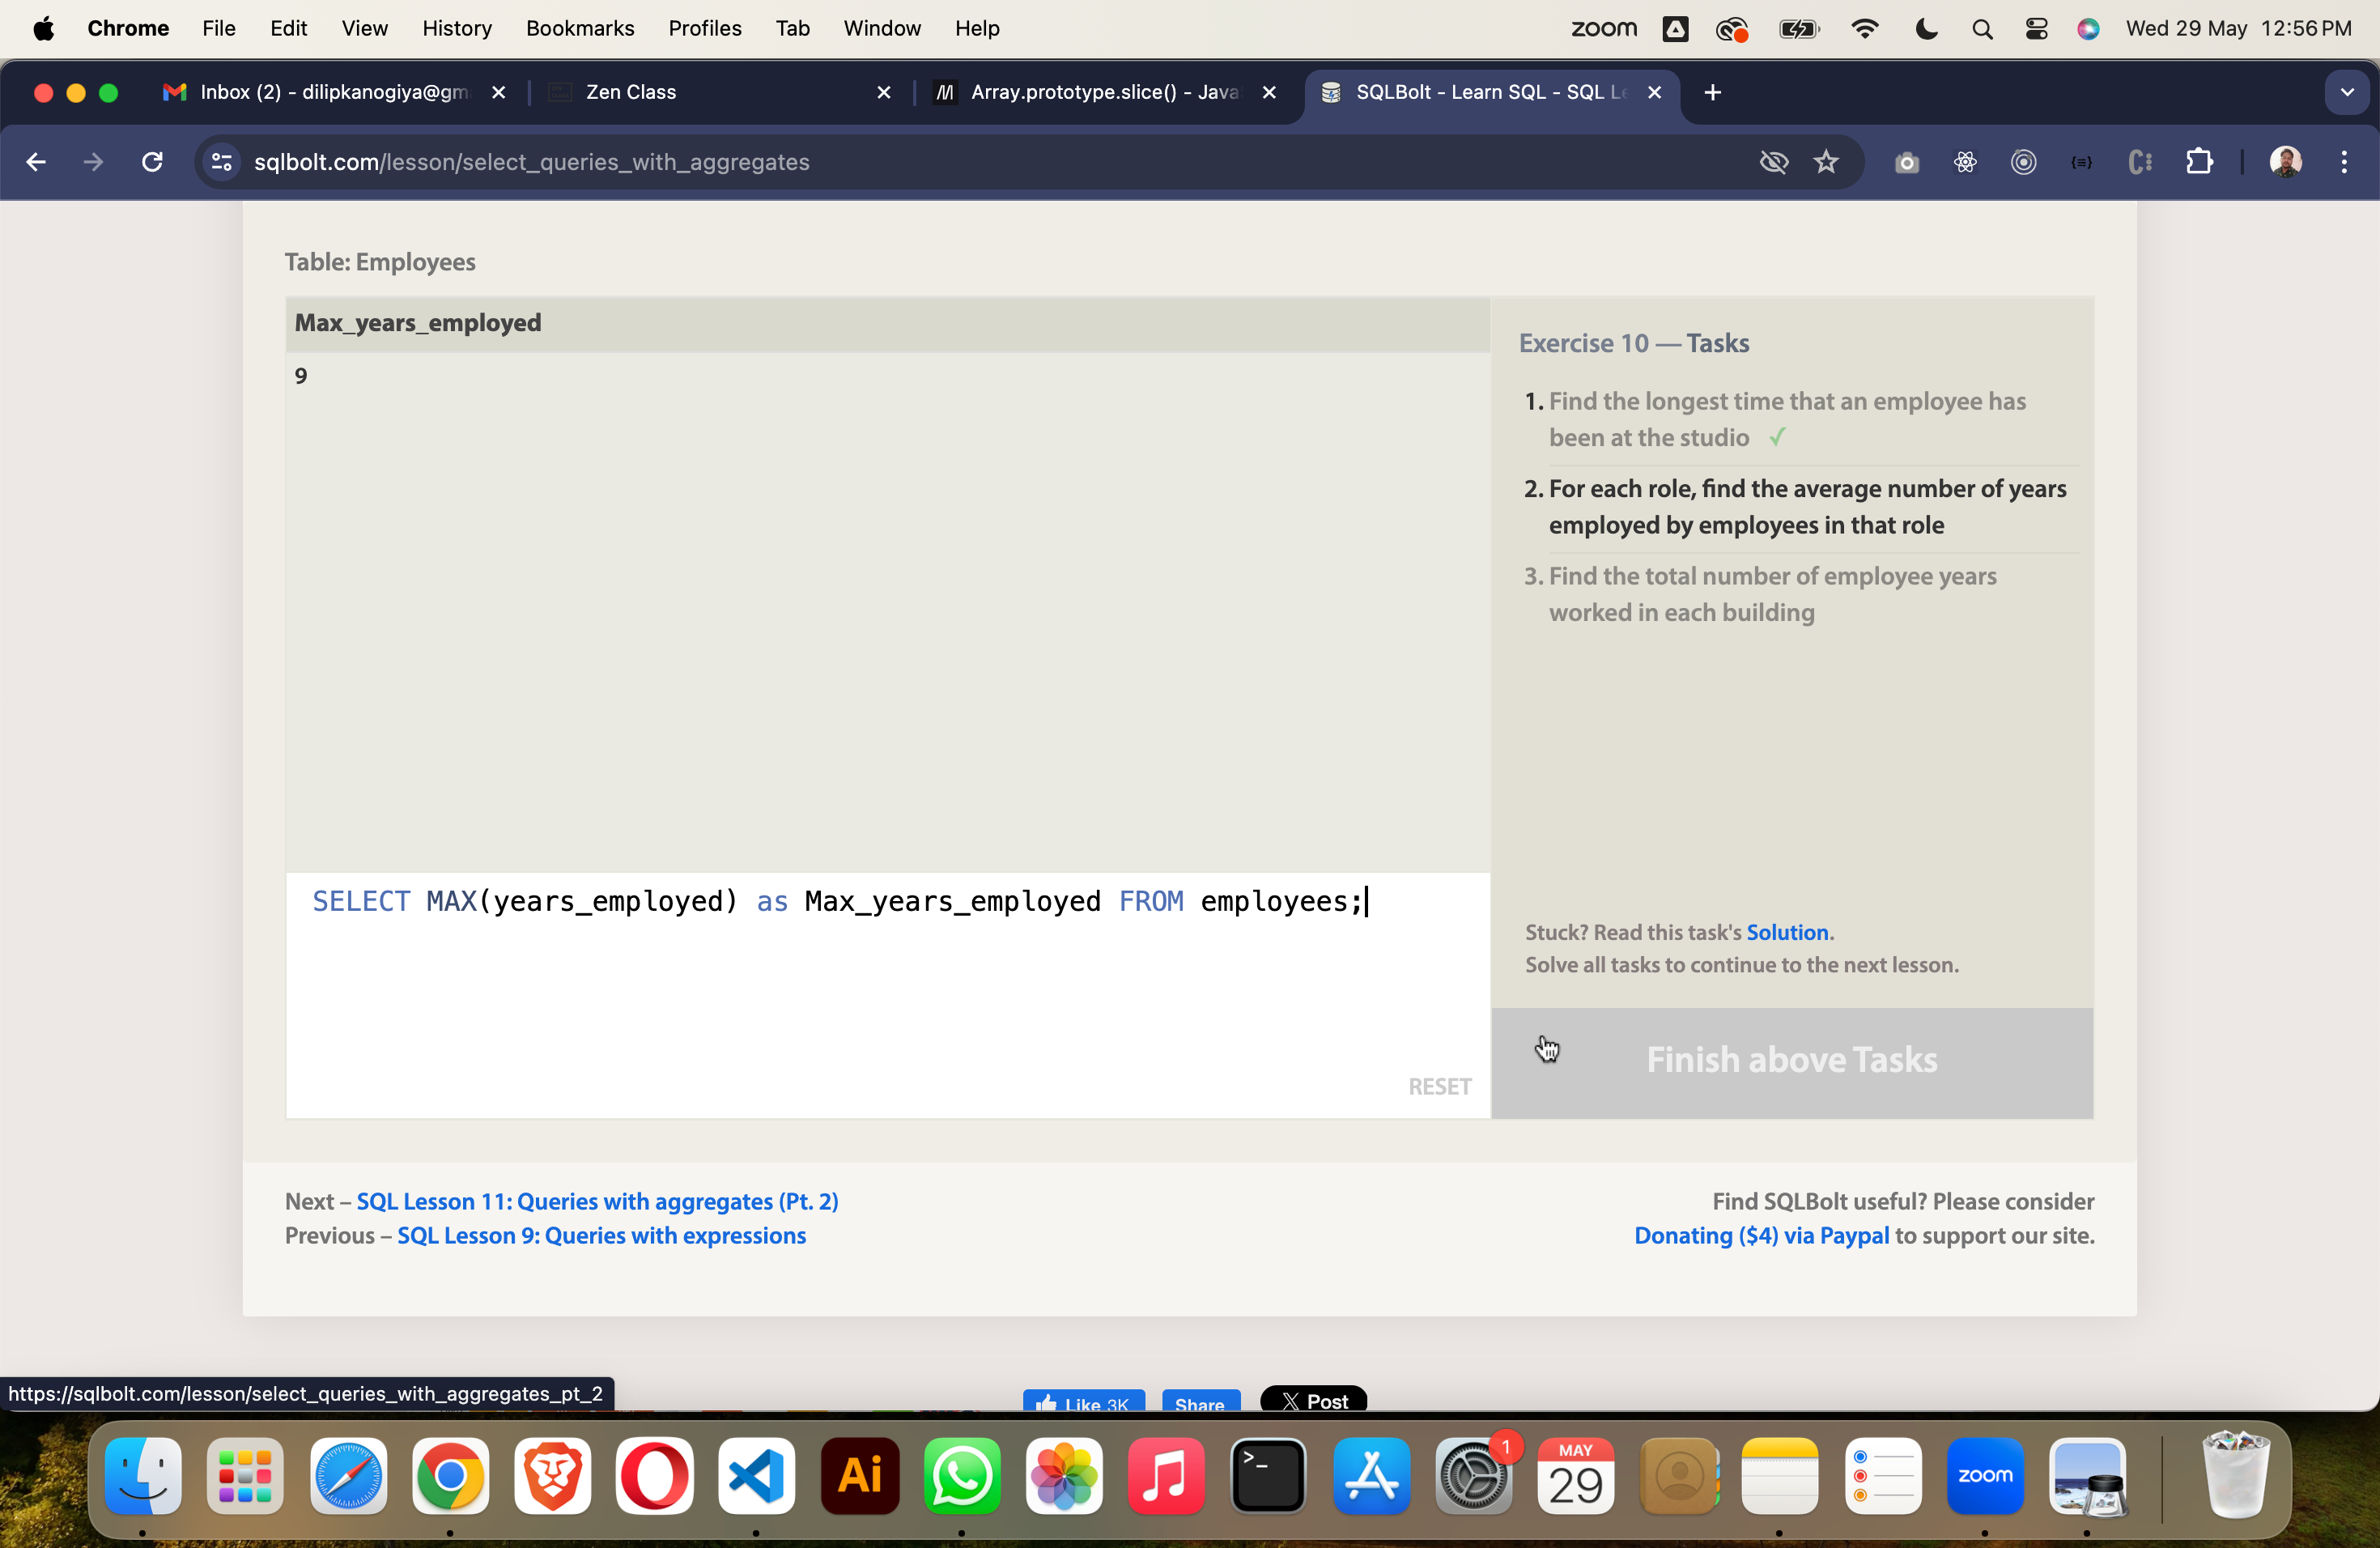 Chrome File Edit View History Bookmarks Profiles Tab Window Help zoom Wed 29 May 12:56 PM
Inbox (2) - dilipkanogiya@gm Zen Class Array.prototype.slice() - Java SQLBolt - Learn SQL - SQL Le
sqlbolt.com/lesson/select_queries_with_aggregates
Table: Employees
Max_years_employed
9
SELECT MAX(years_employed) as Max_years_employed FROM employees;
RESET
Exercise 10 — Tasks
1. Find the longest time that an employee has
been at the studio ✓
2. For each role, find the average number of years
employed by employees in that role
3. Find the total number of employee years
worked in each building
Stuck? Read this task's Solution.
Solve all tasks to continue to the next lesson.
Finish above Tasks
Next – SQL Lesson 11: Queries with aggregates (Pt. 2)
Previous – SQL Lesson 9: Queries with expressions
Find SQLBolt useful? Please consider
Donating ($4) via Paypal to support our site.
https://sqlbolt.com/lesson/select_queries_with_aggregates_pt_2
Like 3K Share X Post
Ai
>_
1
MAY
29
zoom